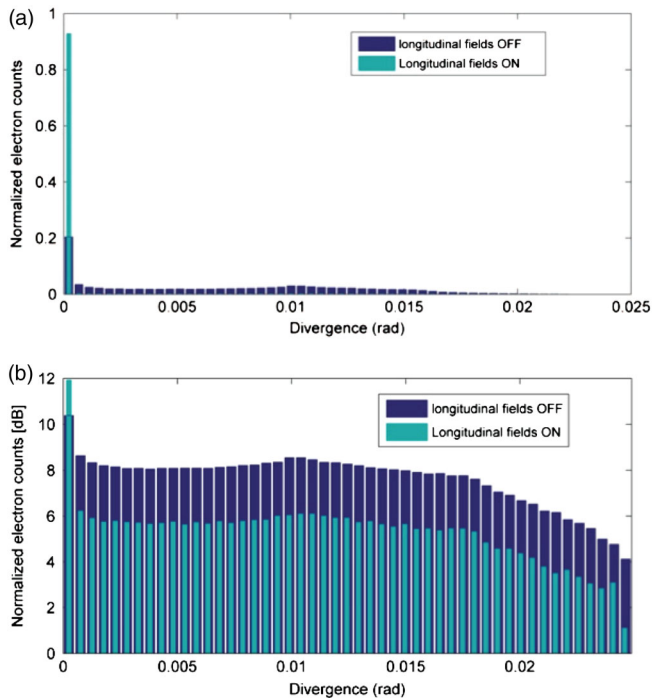 (a)
1
0.8
0.6
0.4
0.2
0
Normalized electron counts
longitudinal fields OFF
Longitudinal fields ON
0 0.005 0.01 0.015 0.02 0.025
Divergence (rad)
(b)
12
10
8
6
4
2
0
Normalized electron counts [dB]
longitudinal fields OFF
Longitudinal fields ON
0 0.005 0.01 0.015 0.02
Divergence (rad)